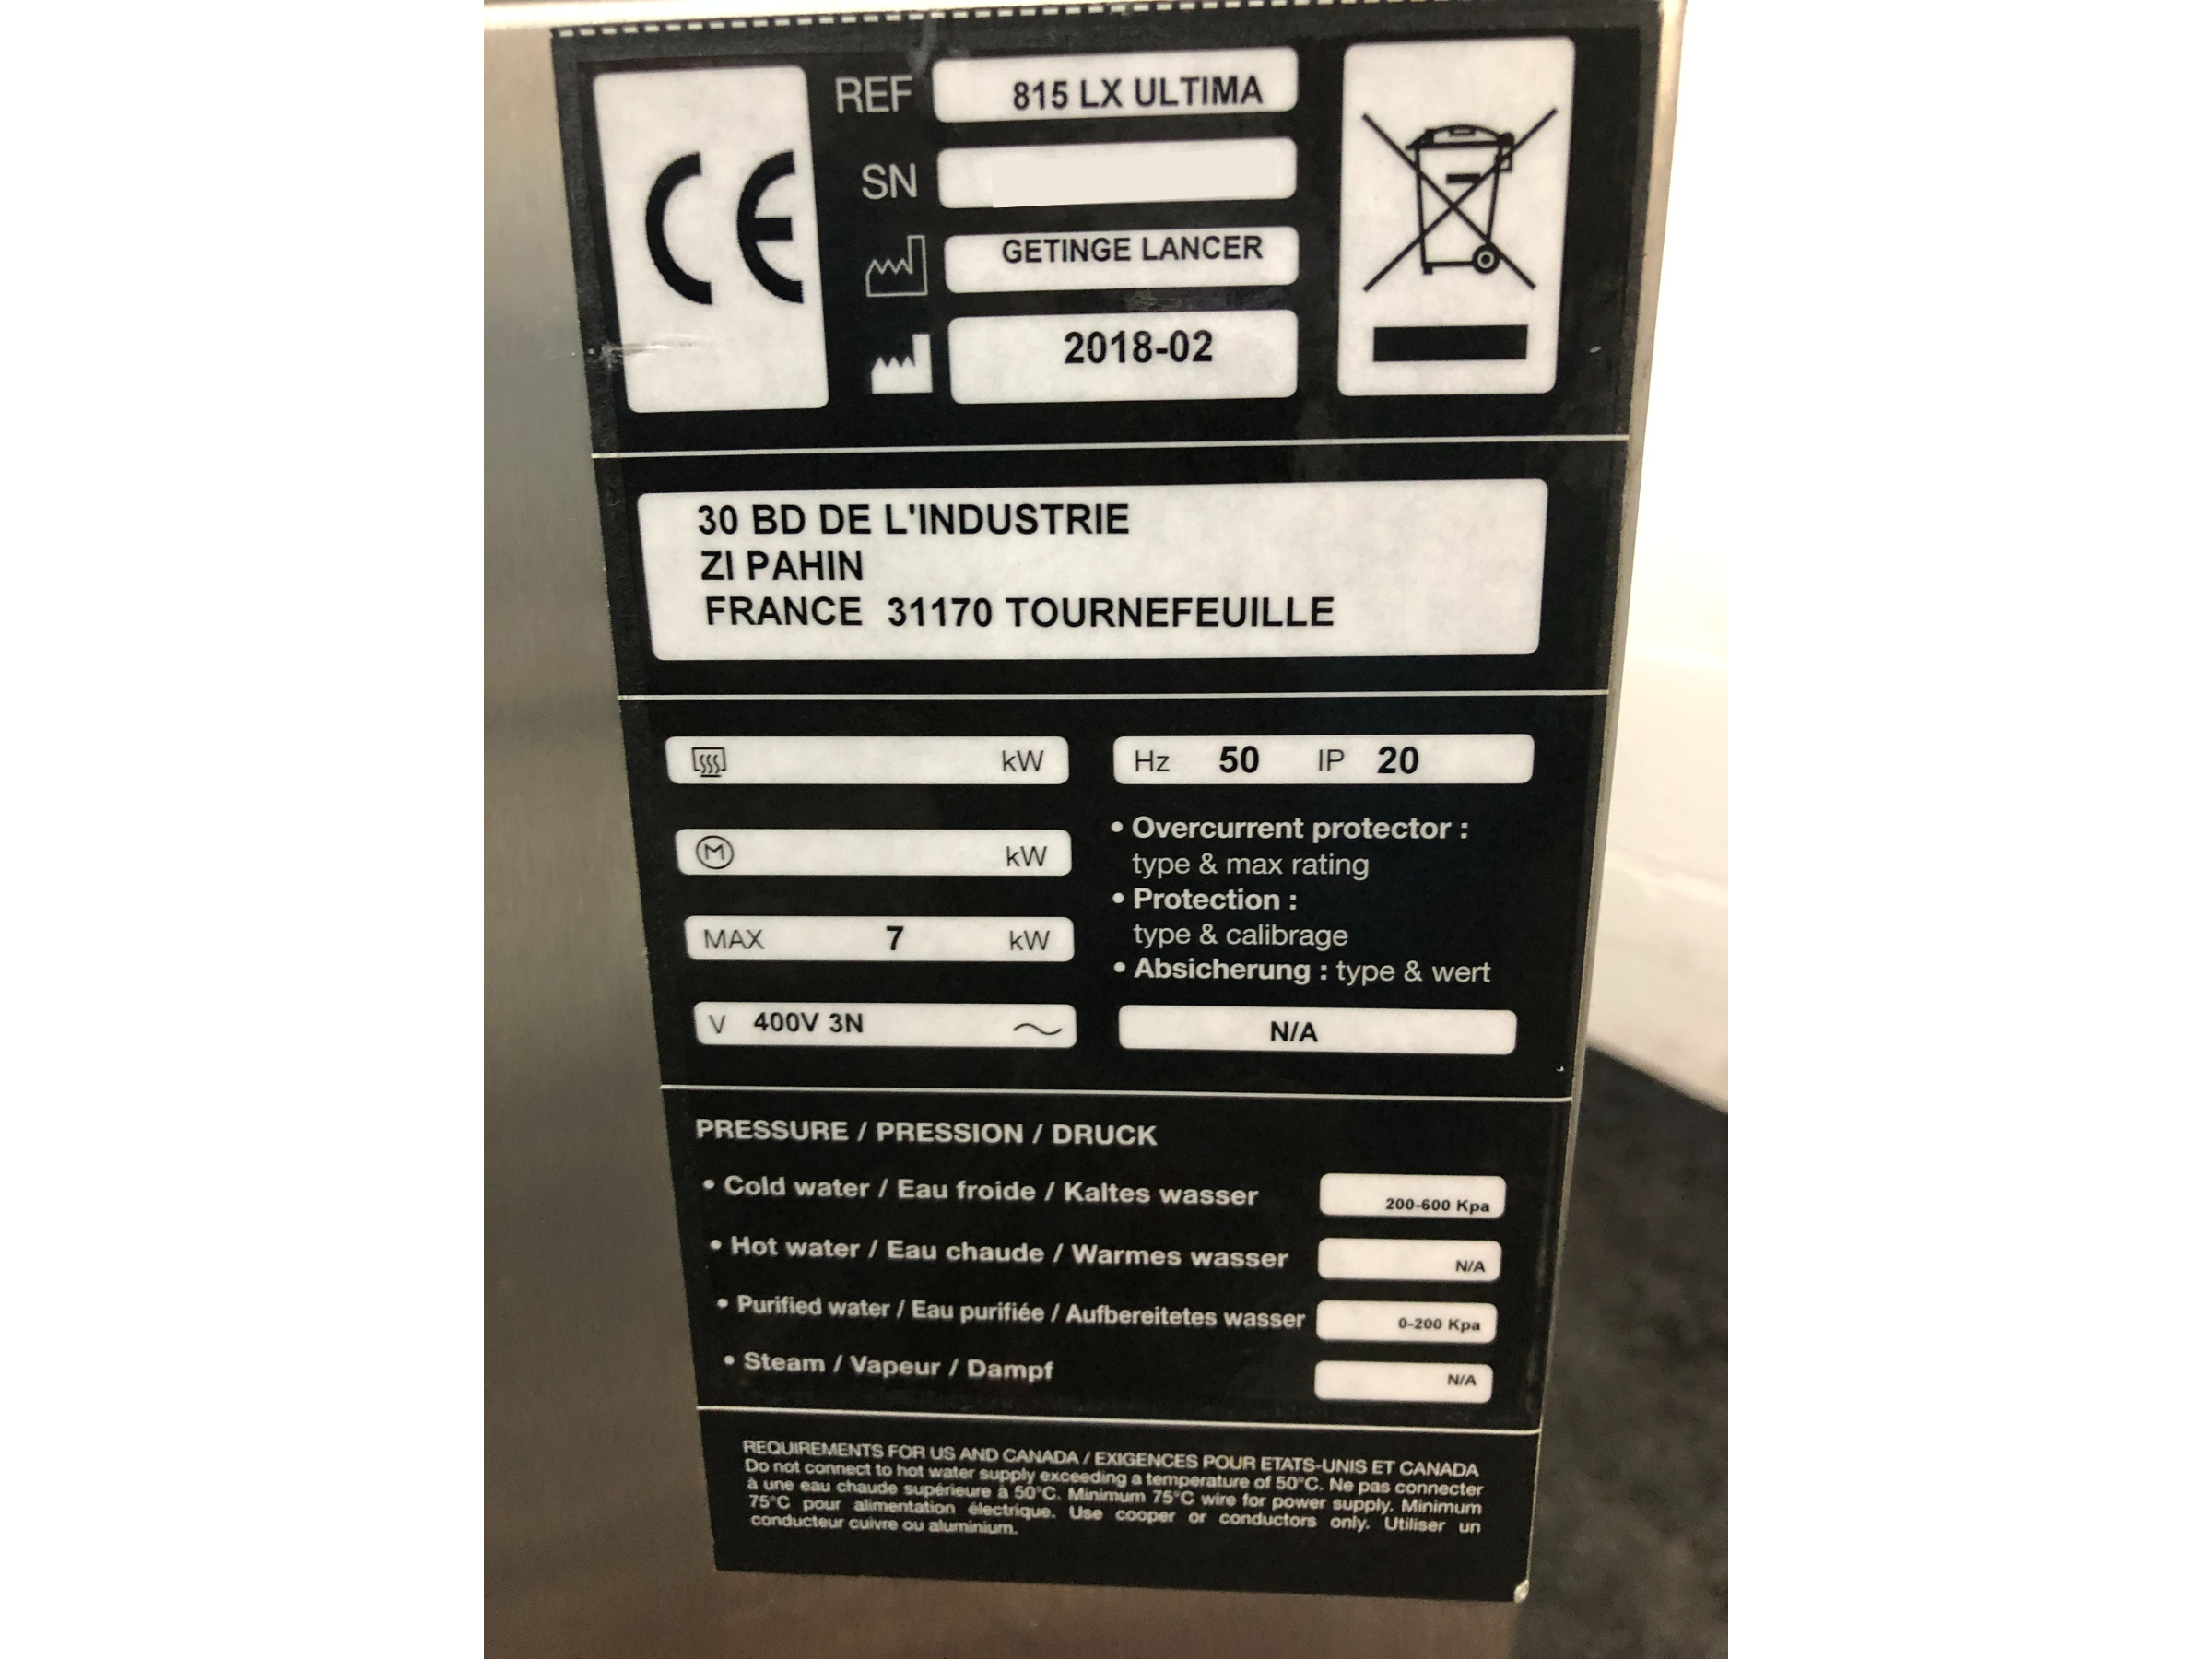 CE
REF 815 LX ULTIMA
SN
GETINGE LANCER
2018-02
30 BD DE L'INDUSTRIE
ZI PAHIN
FRANCE 31170 TOURNEFEUILLE
kW
Hz 50 IP 20
M kW
MAX 7 kW
V 400V 3N ~
• Overcurrent protector :
type & max rating
• Protection :
type & calibrage
• Absicherung : type & wert
N/A
PRESSURE / PRESSION / DRUCK
• Cold water / Eau froide / Kaltes wasser 200-600 Kpa
• Hot water / Eau chaude / Warmes wasser N/A
• Purified water / Eau purifiée / Aufbereitetes wasser 0-200 Kpa
• Steam / Vapeur / Dampf N/A
REQUIREMENTS FOR US AND CANADA / EXIGENCES POUR ETATS-UNIS ET CANADA
Do not connect to hot water supply exceeding a temperature of 50°C. Ne pas connecter
à une eau chaude supérieure à 50°C. Minimum 75°C wire for power supply. Minimum
75°C pour alimentation électrique. Use cooper or conductors only. Utiliser un
conducteur cuivre ou aluminium.